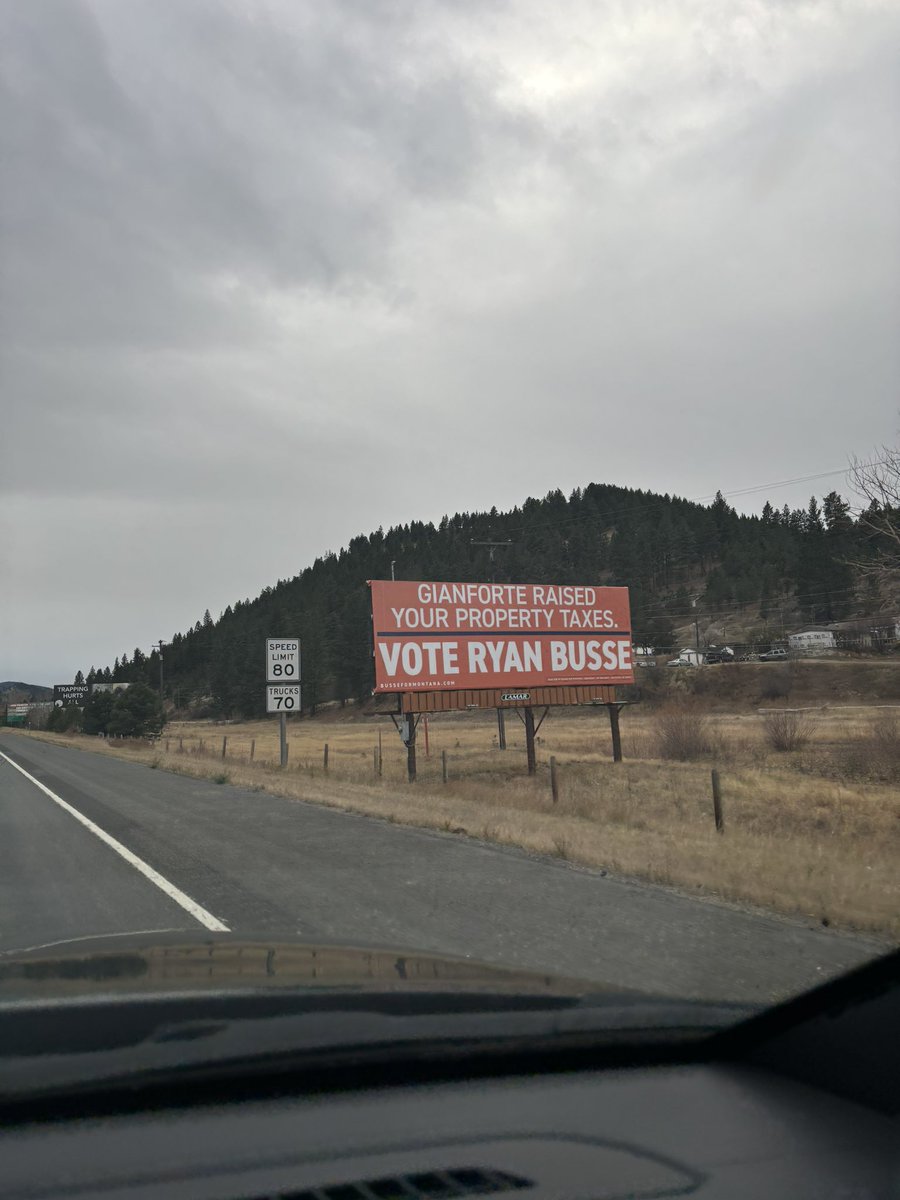 GIANFORTE RAISED
YOUR PROPERTY TAXES.
VOTE RYAN BUSSE
BUSSEFORMONTANA.COM
LAMAR
SPEED
LIMIT
80
TRUCKS
70
TRAPPING
HURTS